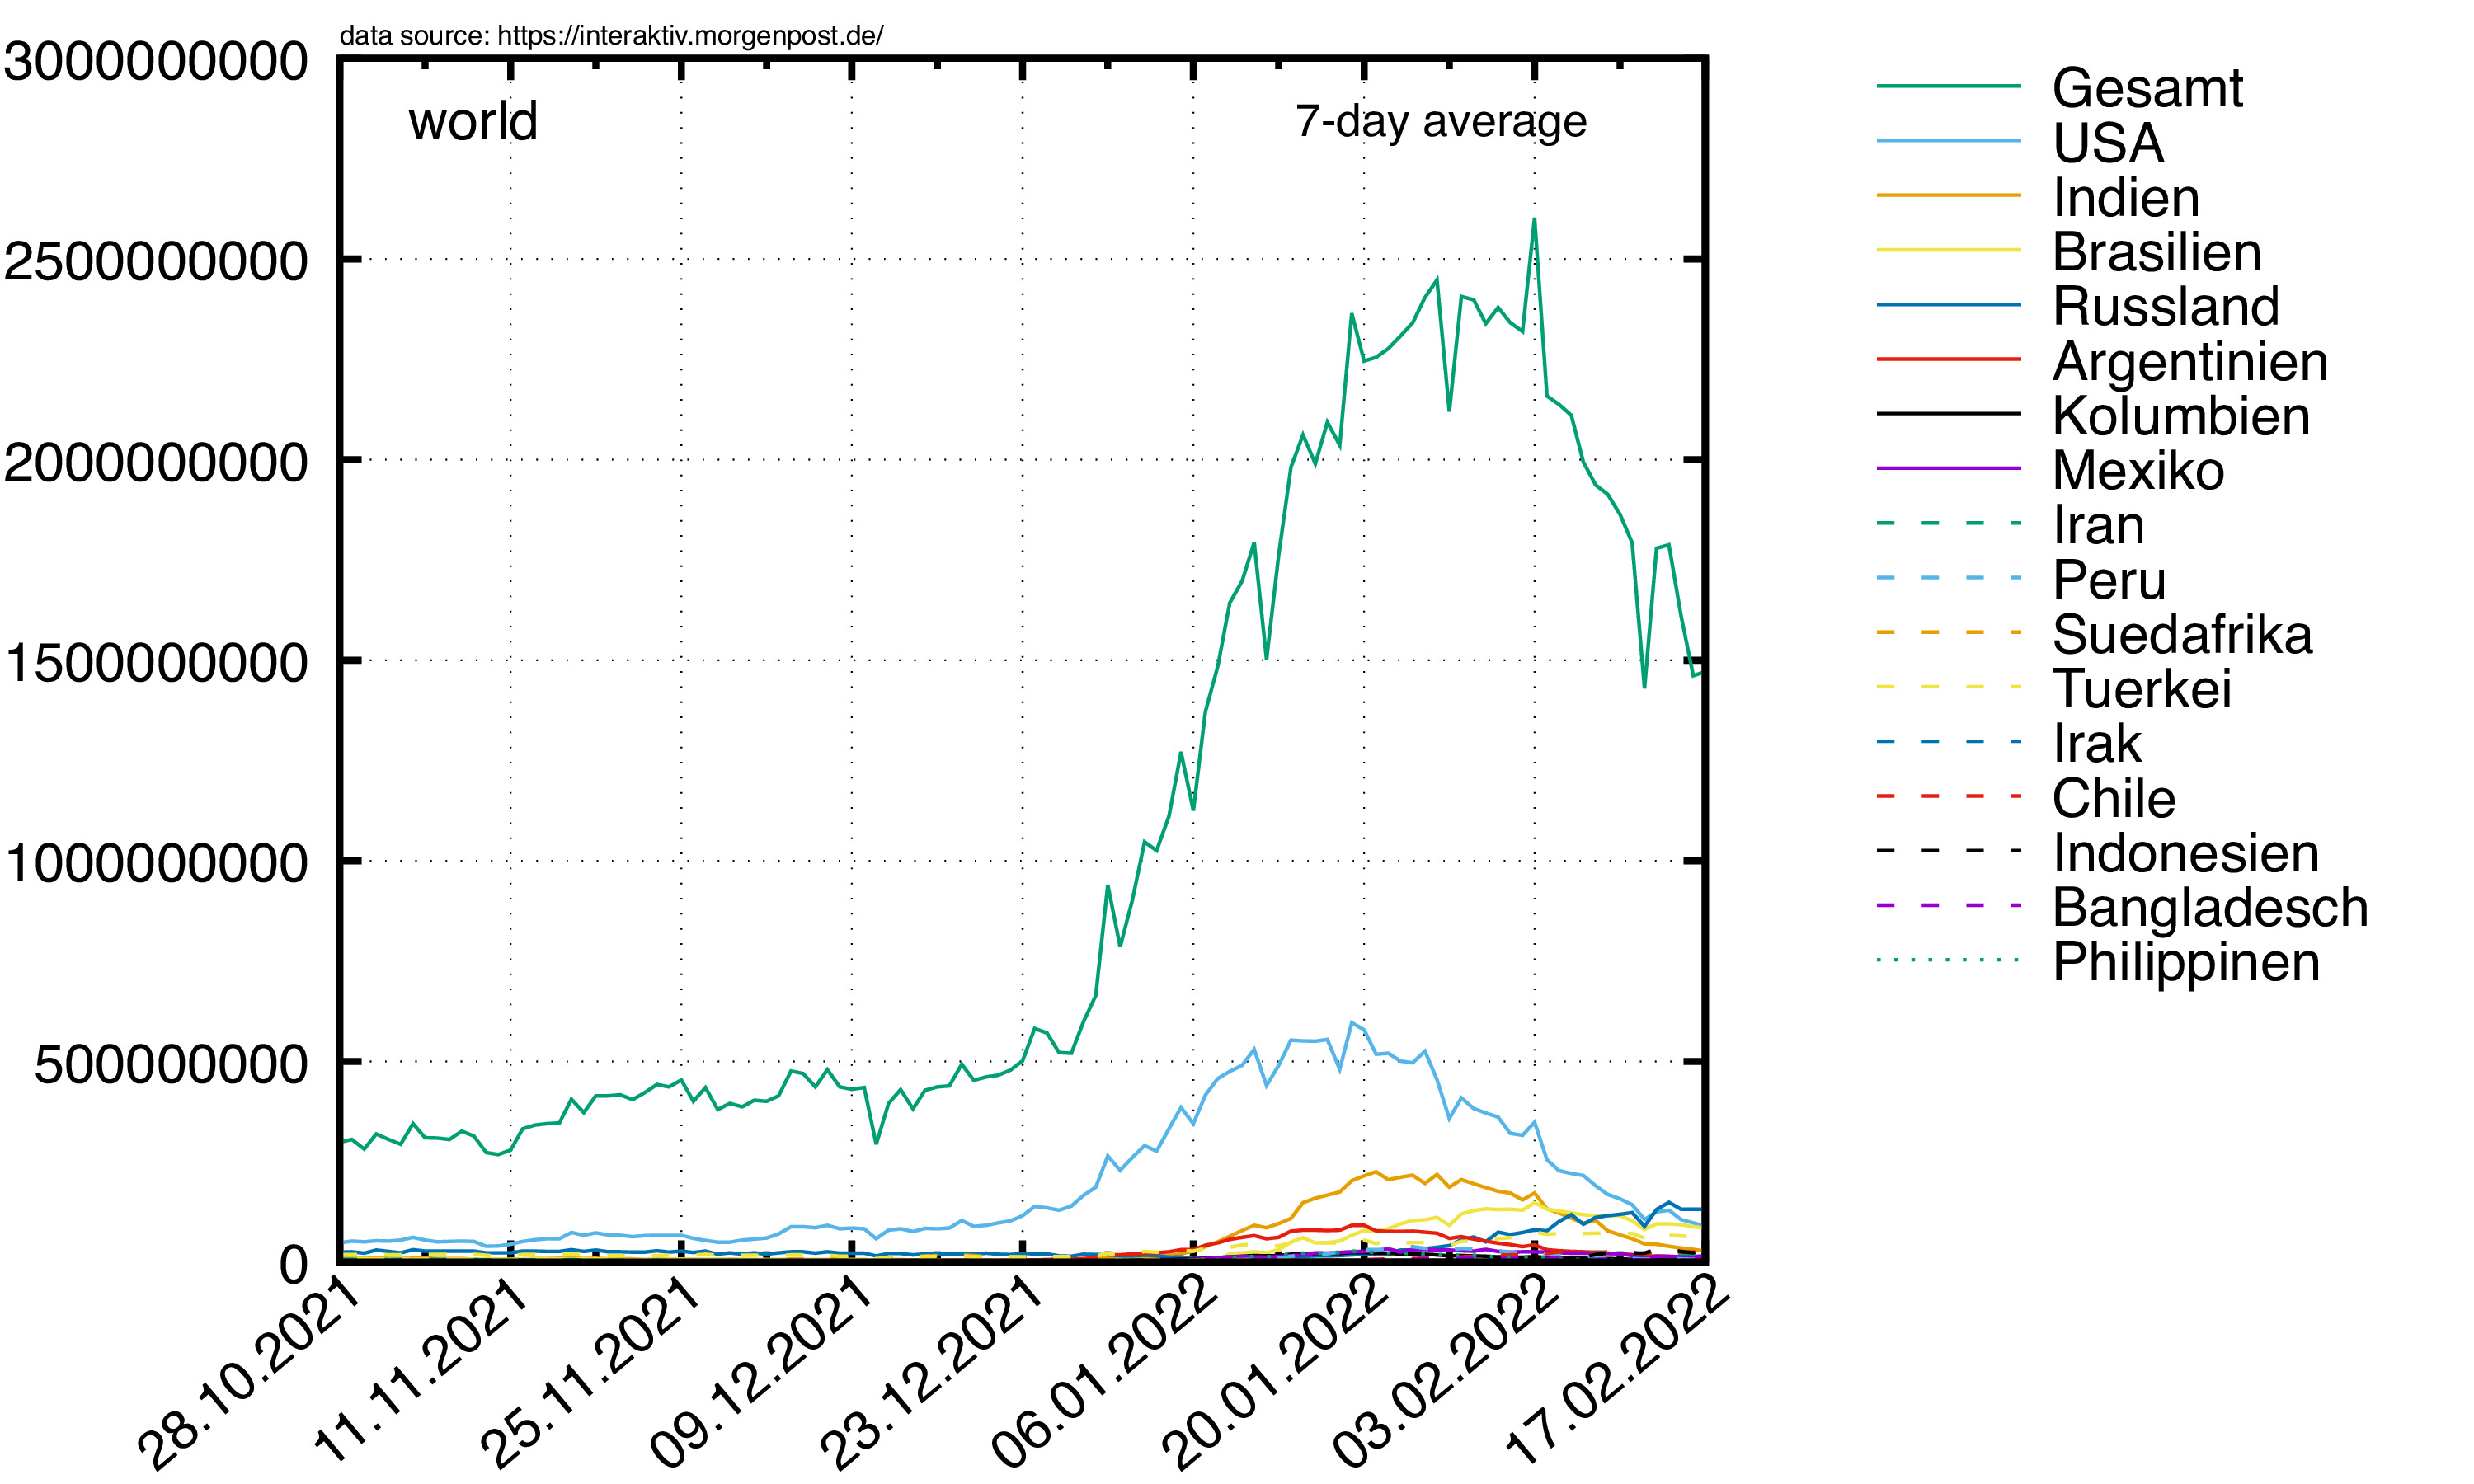 data source: https://interaktiv.morgenpost.de/
world
7-day average
3000000000
2500000000
2000000000
1500000000
1000000000
500000000
0
28.10.2021
11.11.2021
25.11.2021
09.12.2021
23.12.2021
06.01.2022
20.01.2022
03.02.2022
17.02.2022
Gesamt
USA
Indien
Brasilien
Russland
Argentinien
Kolumbien
Mexiko
Iran
Peru
Suedafrika
Tuerkei
Irak
Chile
Indonesien
Bangladesch
Philippinen